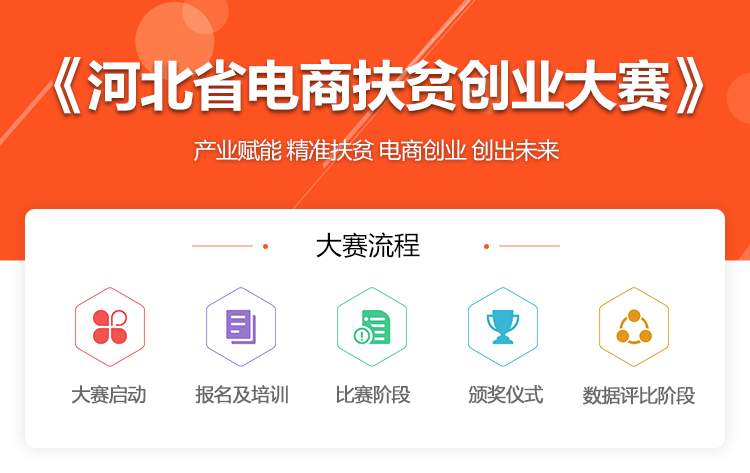 《河北省电商扶贫创业大赛》
产业赋能 精准扶贫 电商创业 创出未来
大赛流程
大赛启动 报名及培训 比赛阶段 颁奖仪式 数据评比阶段